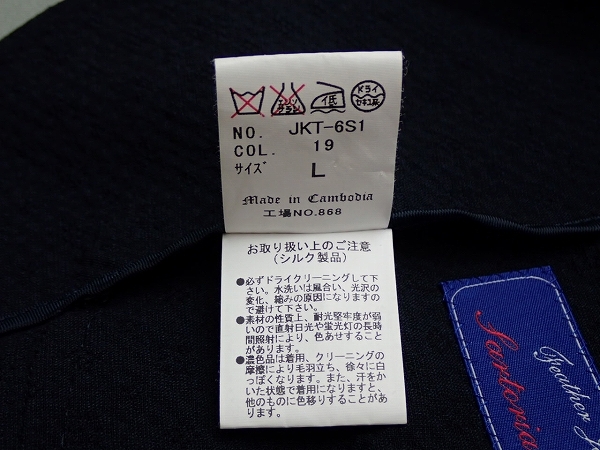 エンソ
サラシ
低
ドライ
セキユ系
NO. JKT-6S1
COL. 19
サイズ L
Made in Cambodia
工場NO.868
お取り扱い上のご注意
(シルク製品)
●必ずドライクリーニングして下
さい。水洗いは風合い、光沢の
変化、縮みの原因になりますの
で避けて下さい。
●素材の性質上、耐光堅牢度が弱
いので直射日光や蛍光灯の長時
間照射により、色あせすること
があります。
●濃色品は着用、クリーニングの
摩擦により毛羽立ち、徐々に白
っぽくなります。また、汗をか
いた状態で着用になりますと、
他のものに色移りすることがあ
ります。
Feather
Sartoria